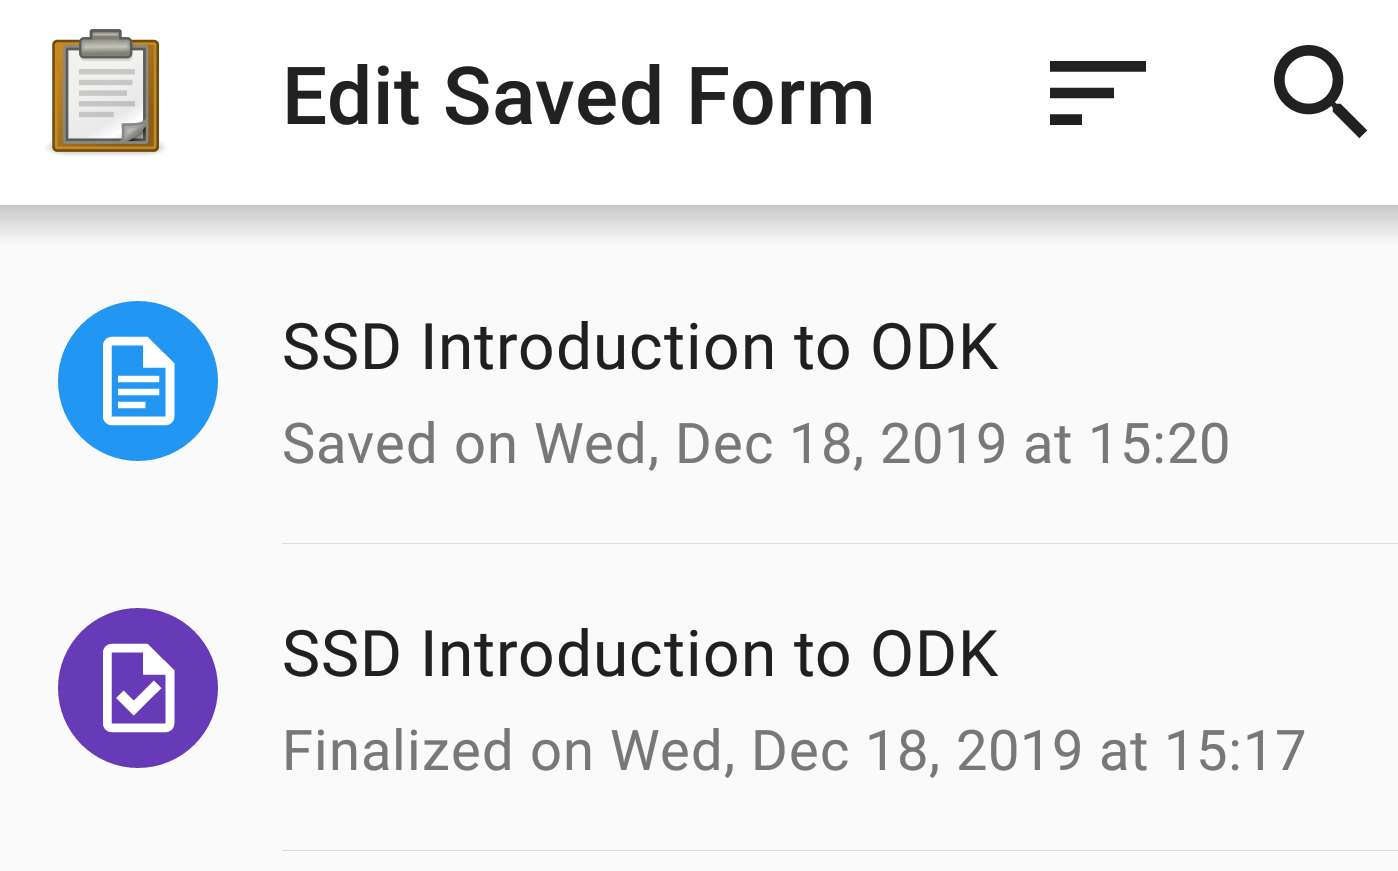 Edit Saved Form
SSD Introduction to ODK
Saved on Wed, Dec 18, 2019 at 15:20
SSD Introduction to ODK
Finalized on Wed, Dec 18, 2019 at 15:17